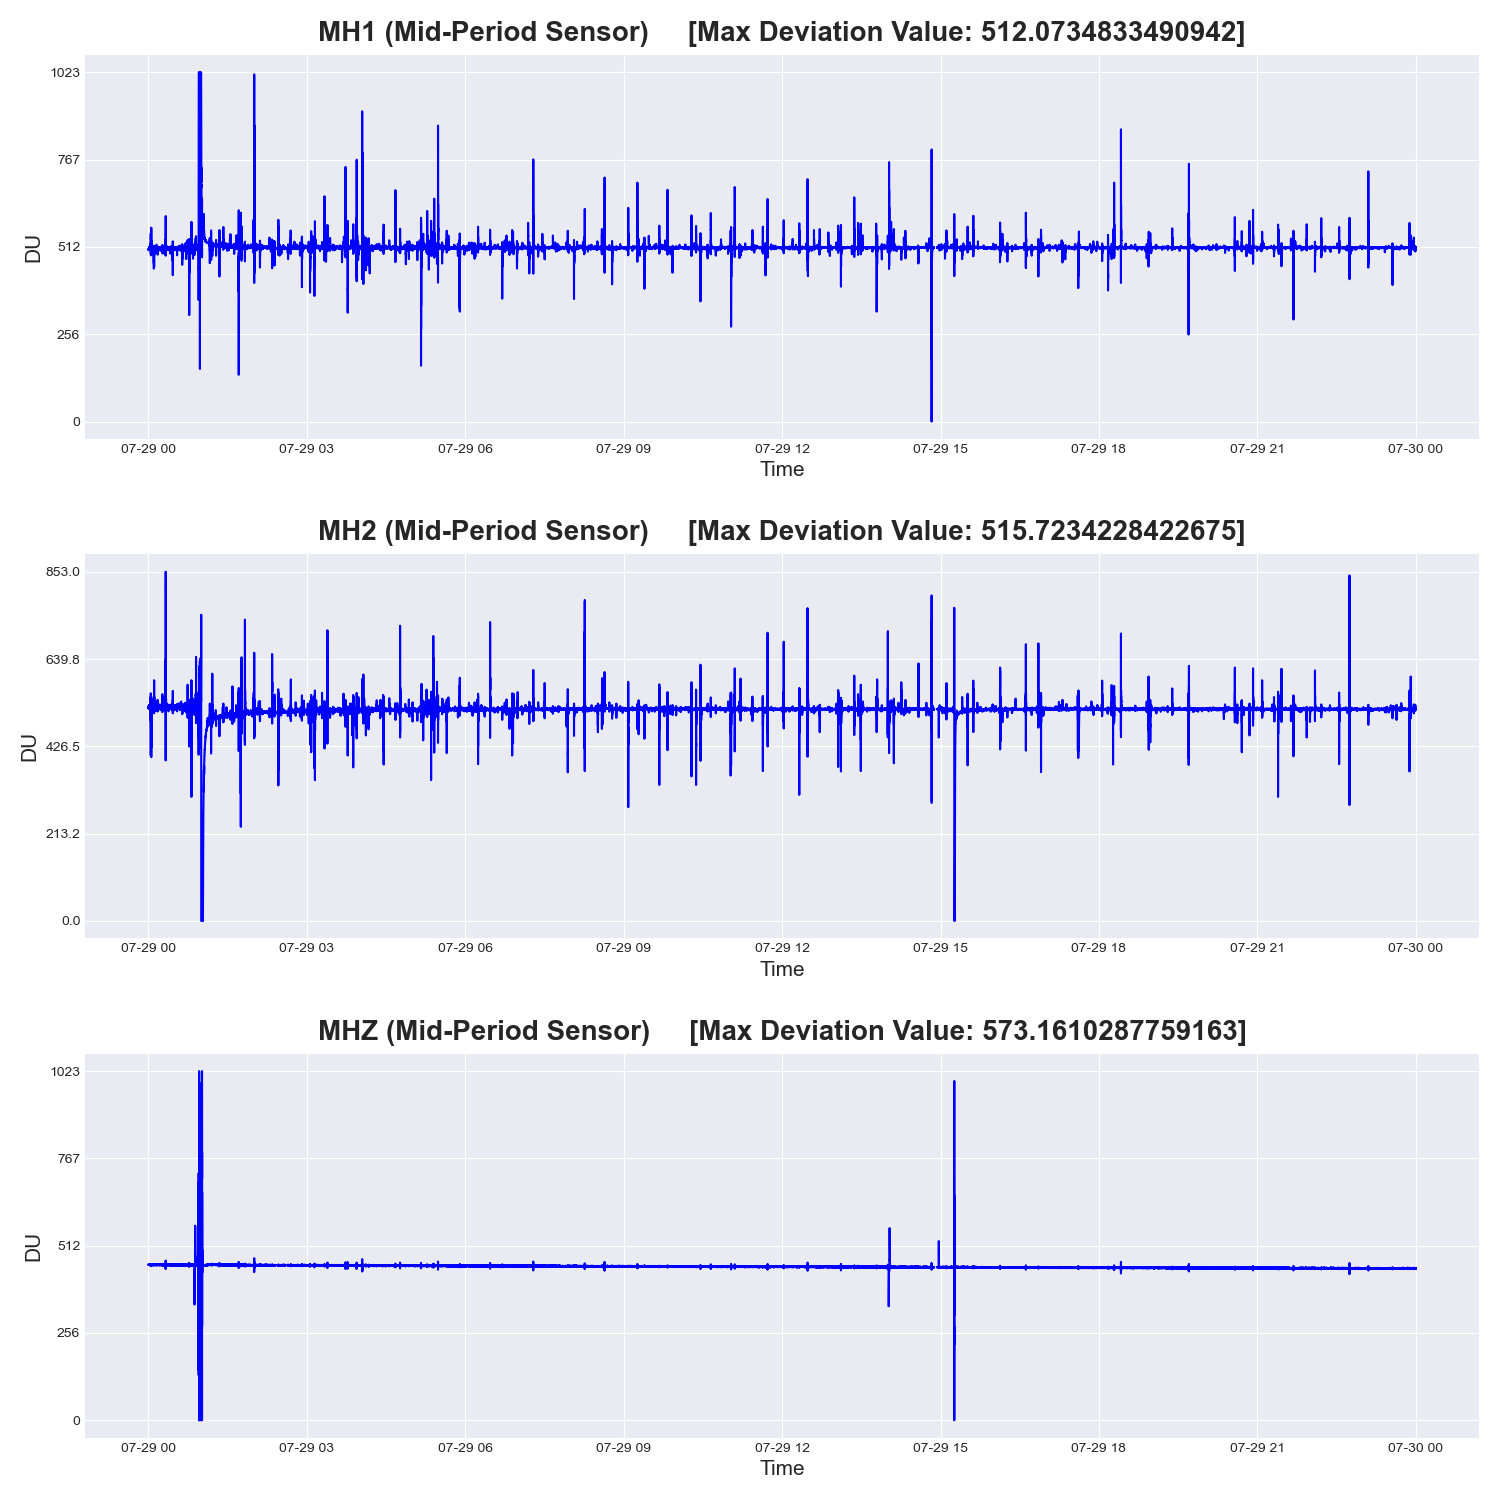 MH1 (Mid-Period Sensor) [Max Deviation Value: 512.0734833490942]
1023
767
512
256
0
DU
07-29 00 07-29 03 07-29 06 07-29 09 07-29 12 07-29 15 07-29 18 07-29 21 07-30 00
Time
MH2 (Mid-Period Sensor) [Max Deviation Value: 515.7234228422675]
853.0
639.8
426.5
213.2
0.0
DU
07-29 00 07-29 03 07-29 06 07-29 09 07-29 12 07-29 15 07-29 18 07-29 21 07-30 00
Time
MHZ (Mid-Period Sensor) [Max Deviation Value: 573.1610287759163]
1023
767
512
256
0
DU
07-29 00 07-29 03 07-29 06 07-29 09 07-29 12 07-29 15 07-29 18 07-29 21 07-30 00
Time